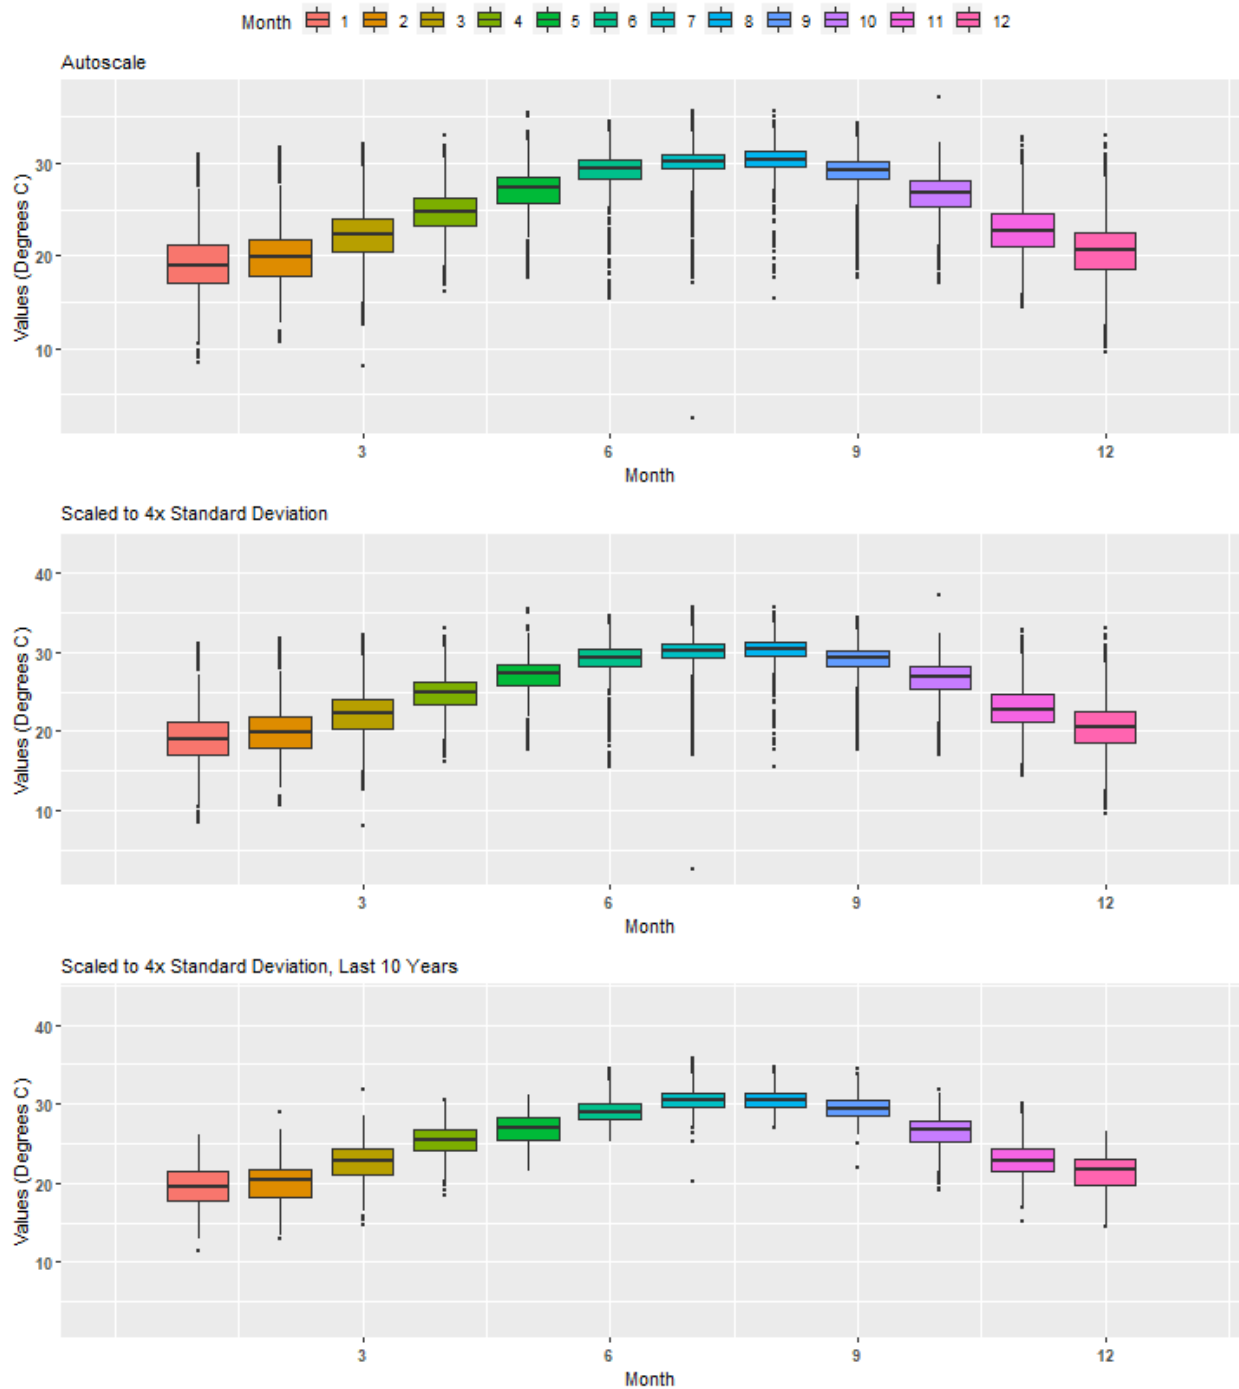 Month 1 2 3 4 5 6 7 8 9 10 11 12
Autoscale
Values (Degrees C)
30
20
10
3 6 9 12
Month
Scaled to 4x Standard Deviation
Values (Degrees C)
40
30
20
10
3 6 9 12
Month
Scaled to 4x Standard Deviation, Last 10 Years
Values (Degrees C)
40
30
20
10
3 6 9 12
Month